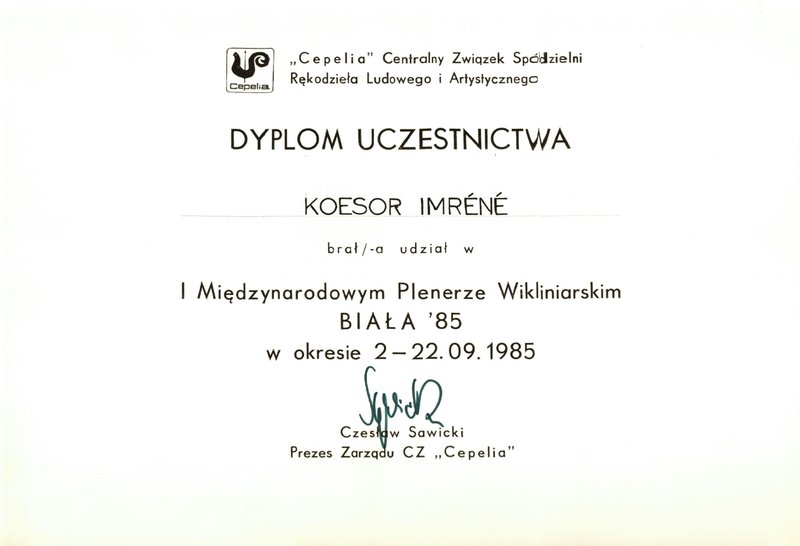 Cepelia
„Cepelia” Centralny Związek Spółdzielni
Rękodzieła Ludowego i Artystycznego
DYPLOM UCZESTNICTWA
KOESOR IMRÉNÉ
brał/-a udział w
I Międzynarodowym Plenerze Wikliniarskim
BIAŁA '85
w okresie 2–22.09.1985
Czesław Sawicki
Prezes Zarządu CZ „Cepelia”